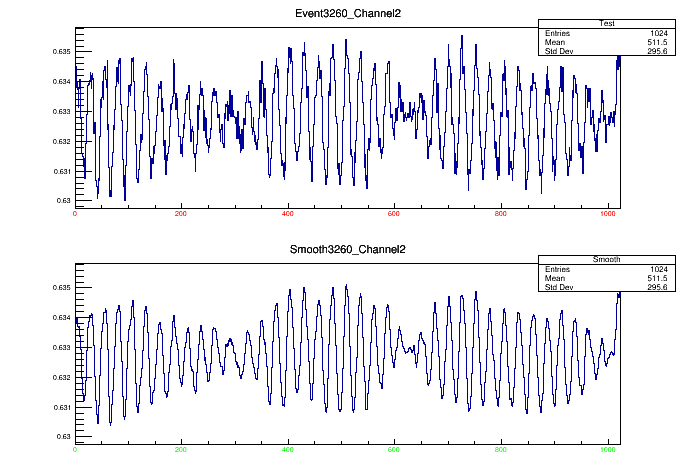 Event3260_Channel2
Test
Entries 1024
Mean 511.5
Std Dev 295.6
0.635
0.634
0.633
0.632
0.631
0.63
0 200 400 600 800 1000
Smooth3260_Channel2
Smooth
Entries 1024
Mean 511.5
Std Dev 295.6
0.635
0.634
0.633
0.632
0.631
0.63
0 200 400 600 800 1000